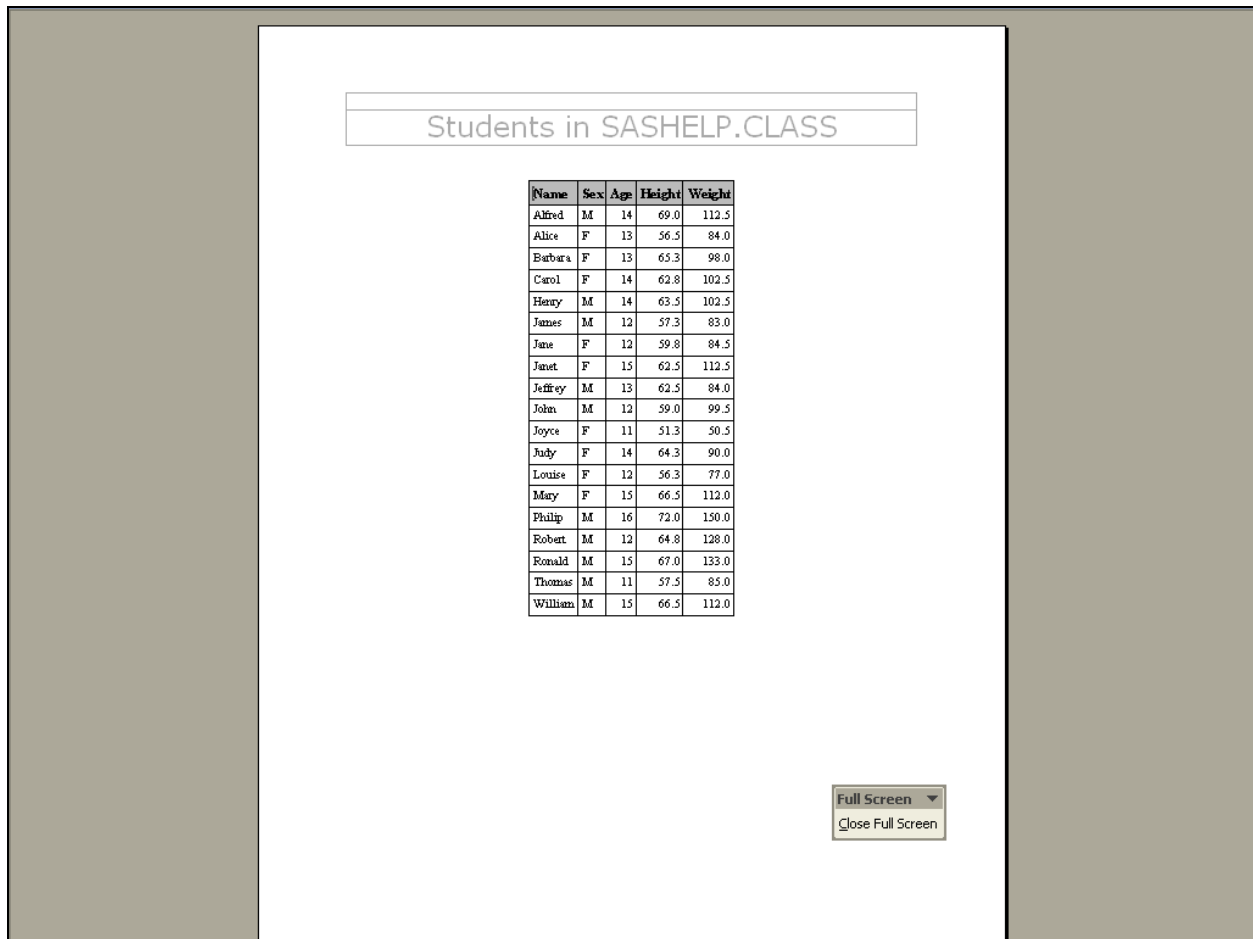 Students in SASHELP.CLASS
Name Sex Age Height Weight
Alfred M 14 69.0 112.5
Alice F 13 56.5 84.0
Barbara F 13 65.3 98.0
Carol F 14 62.8 102.5
Henry M 14 63.5 102.5
James M 12 57.3 83.0
Jane F 12 59.8 84.5
Janet F 15 62.5 112.5
Jeffrey M 13 62.5 84.0
John M 12 59.0 99.5
Joyce F 11 51.3 50.5
Judy F 14 64.3 90.0
Louise F 12 56.3 77.0
Mary F 15 66.5 112.0
Philip M 16 72.0 150.0
Robert M 12 64.8 128.0
Ronald M 15 67.0 133.0
Thomas M 11 57.5 85.0
William M 15 66.5 112.0
Full Screen
Close Full Screen